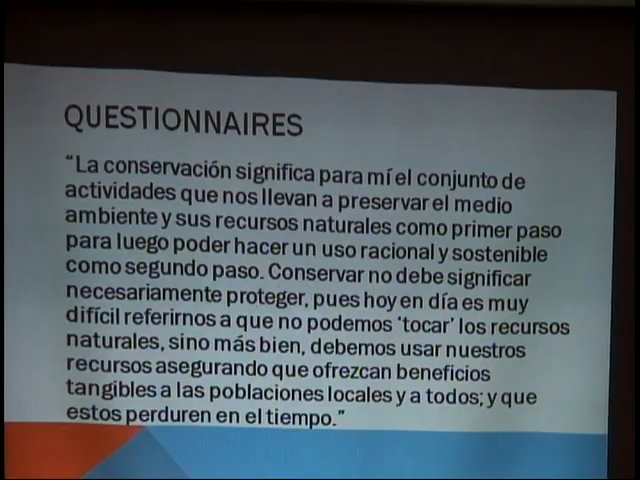 QUESTIONNAIRES
“La conservación significa para mí el conjunto de
actividades que nos llevan a preservar el medio
ambiente y sus recursos naturales como primer paso
para luego poder hacer un uso racional y sostenible
como segundo paso. Conservar no debe significar
necesariamente proteger, pues hoy en día es muy
difícil referirnos a que no podemos ‘tocar’ los recursos
naturales, sino más bien, debemos usar nuestros
recursos asegurando que ofrezcan beneficios
tangibles a las poblaciones locales y a todos; y que
estos perduren en el tiempo.”